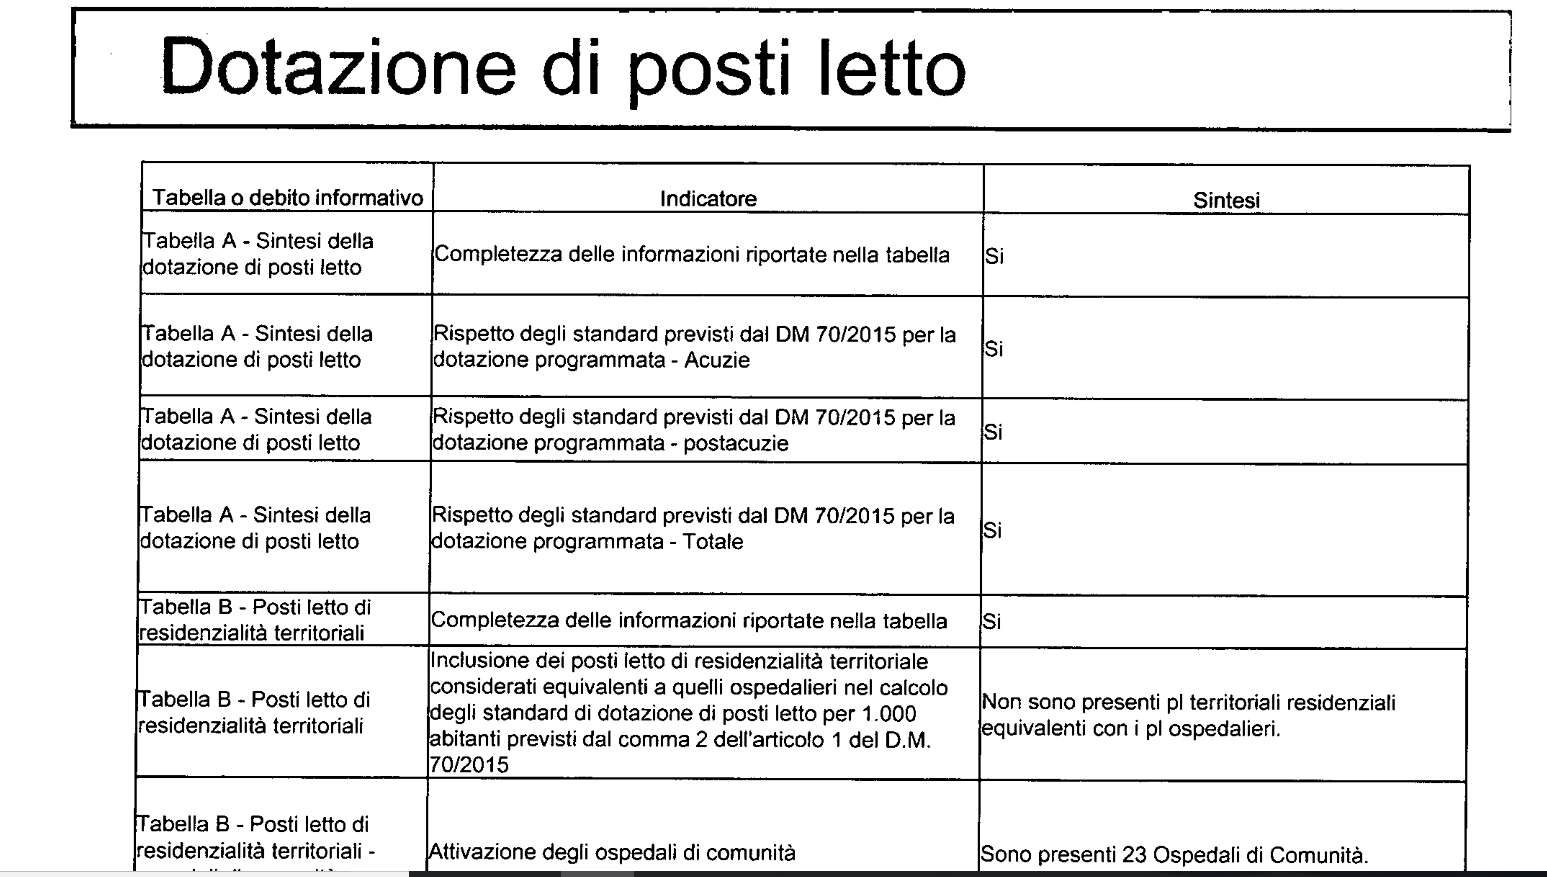 Dotazione di posti letto
Tabella o debito informativo
Indicatore
Sintesi
Tabella A - Sintesi della
dotazione di posti letto
Completezza delle informazioni riportate nella tabella
Si
Tabella A - Sintesi della
dotazione di posti letto
Rispetto degli standard previsti dal DM 70/2015 per la
dotazione programmata - Acuzie
Si
Tabella A - Sintesi della
dotazione di posti letto
Rispetto degli standard previsti dal DM 70/2015 per la
dotazione programmata - postacuzie
Si
Tabella A - Sintesi della
dotazione di posti letto
Rispetto degli standard previsti dal DM 70/2015 per la
dotazione programmata - Totale
Si
Tabella B - Posti letto di
residenzialità territoriali
Completezza delle informazioni riportate nella tabella
Si
Tabella B - Posti letto di
residenzialità territoriali
Inclusione dei posti letto di residenzialità territoriale
considerati equivalenti a quelli ospedalieri nel calcolo
degli standard di dotazione di posti letto per 1.000
abitanti previsti dal comma 2 dell'articolo 1 del D.M.
70/2015
Non sono presenti pl territoriali residenziali
equivalenti con i pl ospedalieri.
Tabella B - Posti letto di
residenzialità territoriali -
Attivazione degli ospedali di comunità
Sono presenti 23 Ospedali di Comunità.